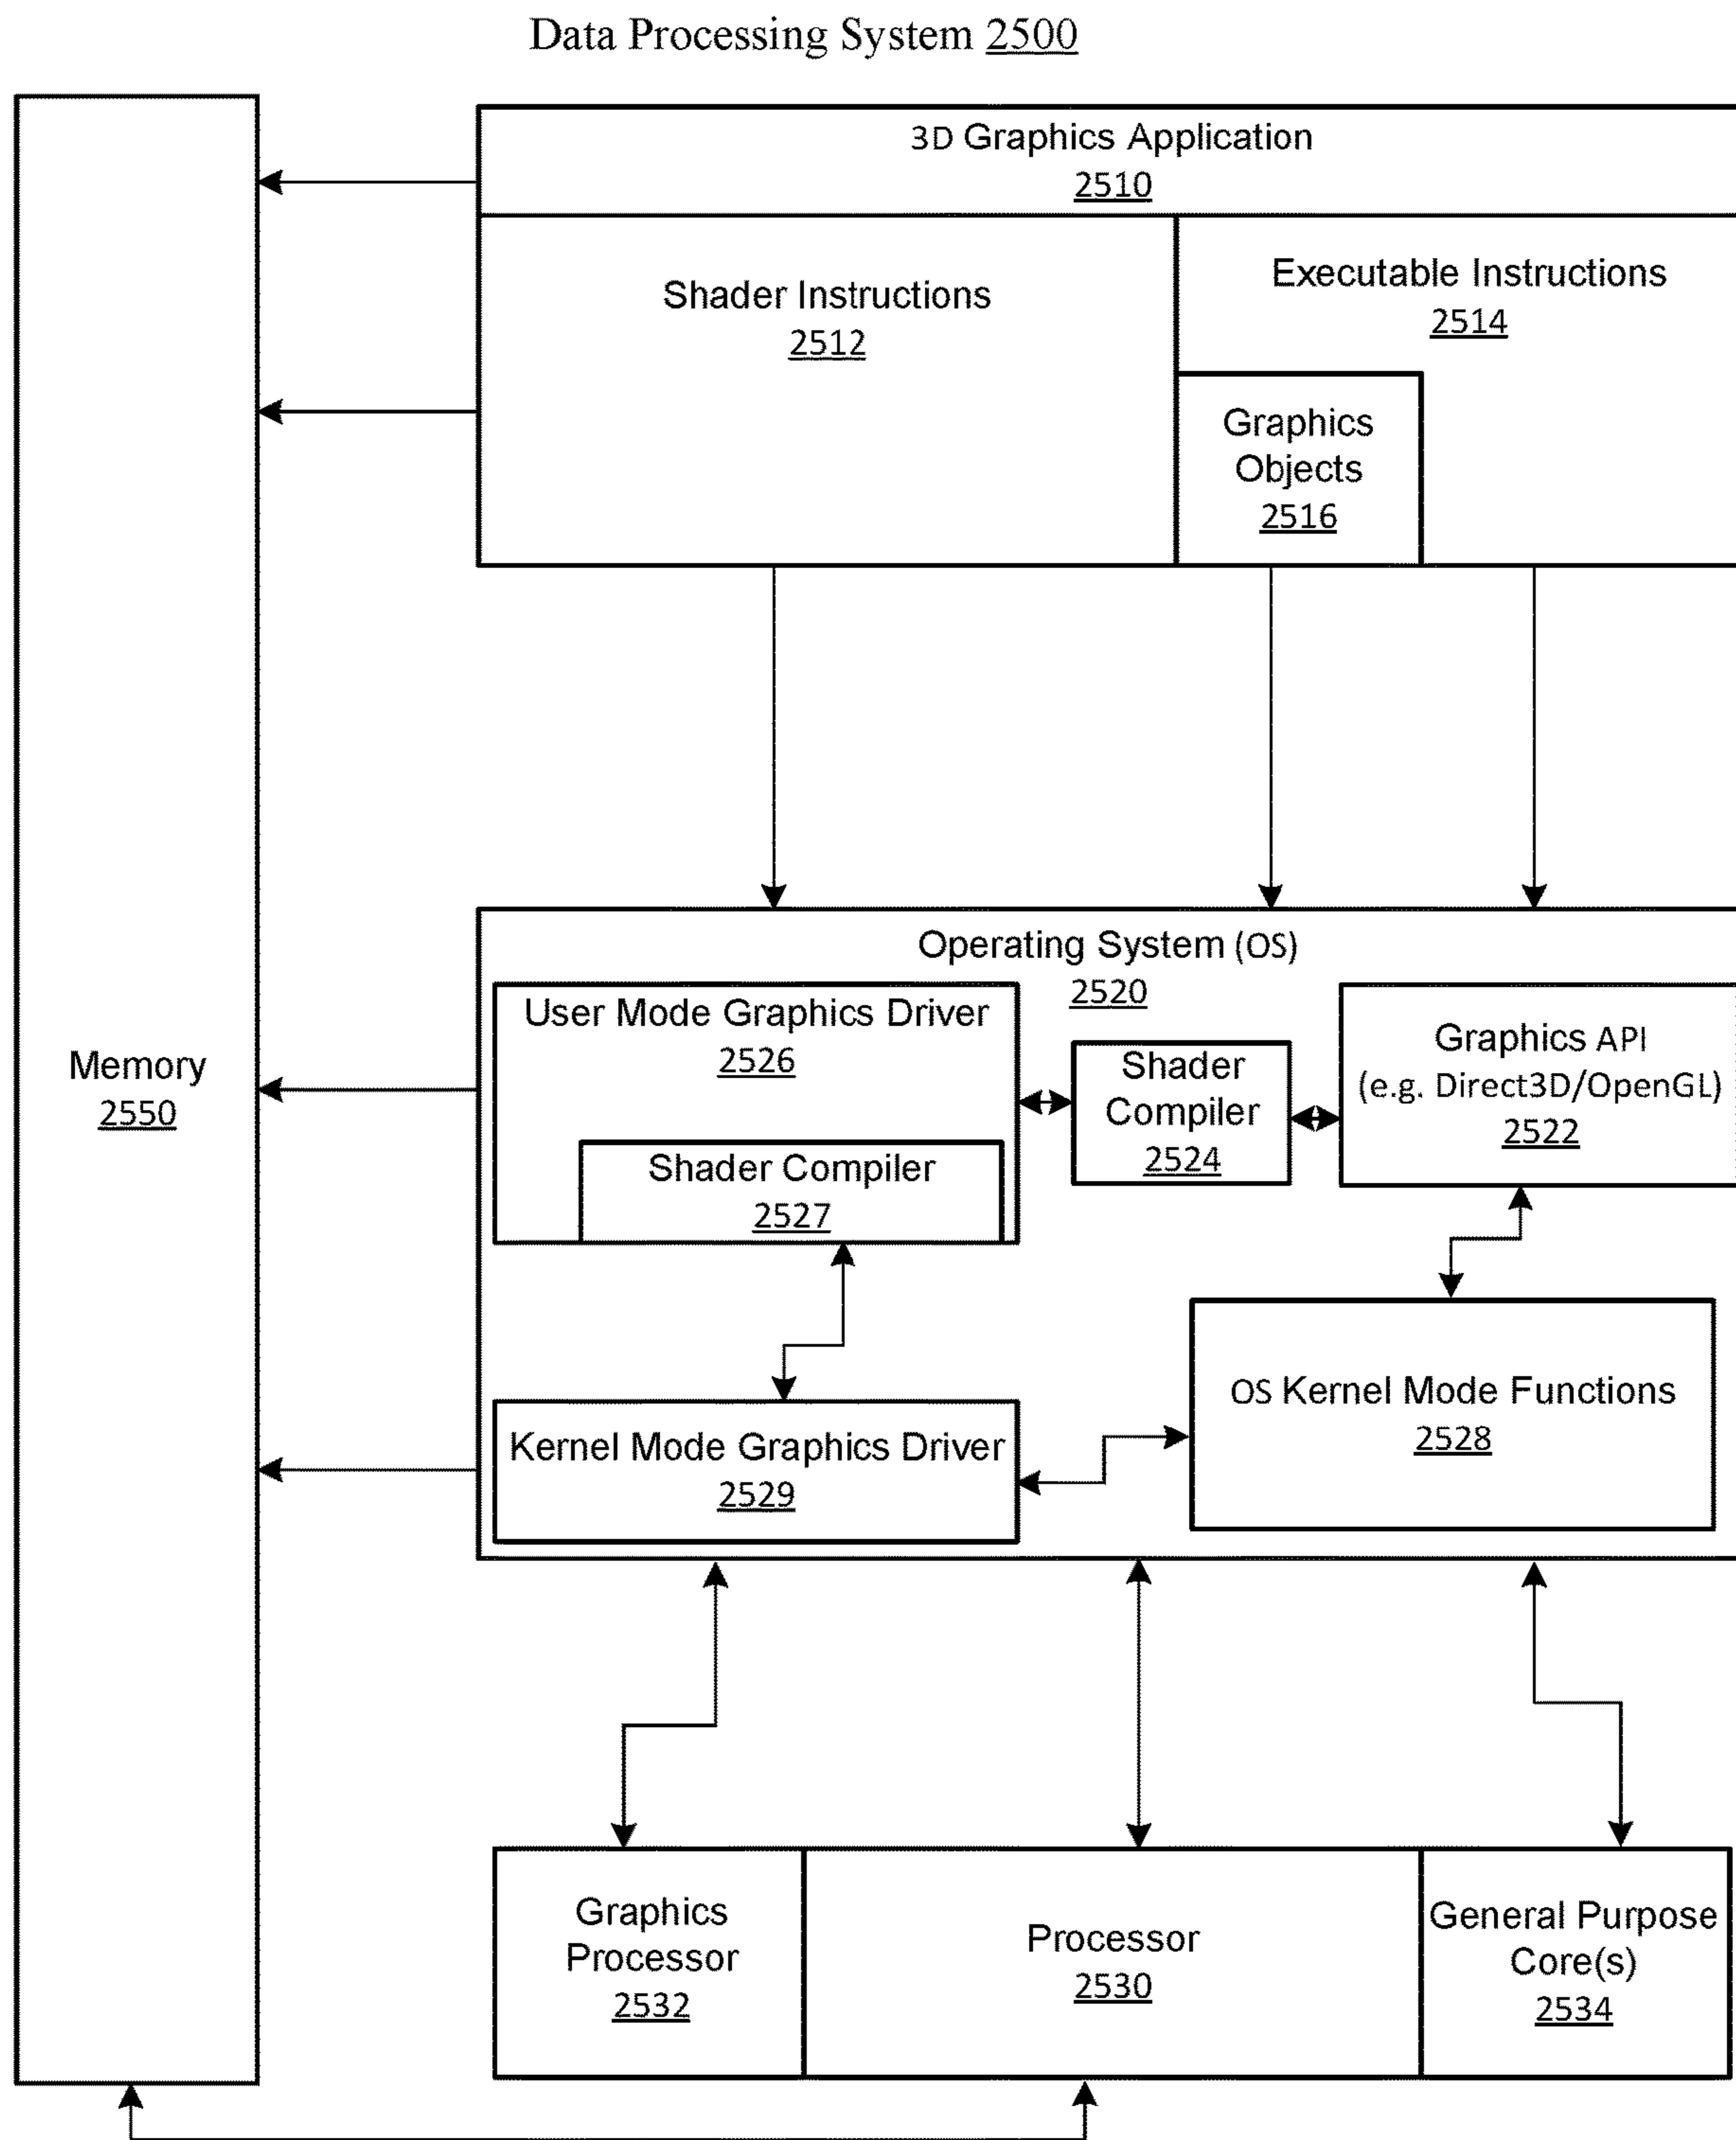 Data Processing System 2500
3D Graphics Application
2510
Shader Instructions
2512
Executable Instructions
2514
Graphics
Objects
2516
Operating System (OS)
2520
User Mode Graphics Driver
2526
Shader Compiler
2527
Shader
Compiler
2524
Graphics API
(e.g. Direct3D/OpenGL)
2522
Memory
2550
Kernel Mode Graphics Driver
2529
OS Kernel Mode Functions
2528
Graphics
Processor
2532
Processor
2530
General Purpose
Core(s)
2534